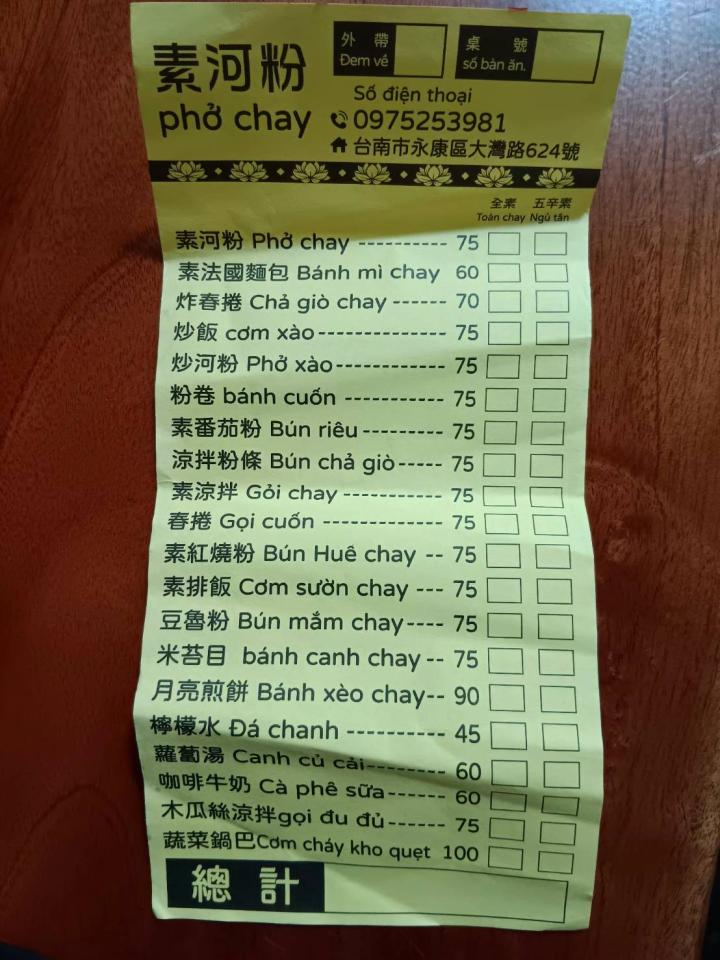 素河粉
phở chay
外帶
Đem về
桌號
số bàn ăn.
Số điện thoại
0975253981
台南市永康區大灣路624號
全素 五辛素
Toàn chay Ngủ tân
素河粉 Phở chay ---------- 75
素法國麵包 Bánh mì chay 60
炸春捲 Chả giò chay ------ 70
炒飯 cơm xào--------------- 75
炒河粉 Phở xào------------ 75
粉卷 bánh cuốn ----------- 75
素番茄粉 Bún riêu--------- 75
涼拌粉條 Bún chả giò----- 75
素涼拌 Gỏi chay ----------- 75
春捲 Gọi cuốn ------------- 75
素紅燒粉 Bún Huê chay -- 75
素排飯 Cơm sườn chay --- 75
豆魯粉 Bún mắm chay---- 75
米苔目 bánh canh chay -- 75
月亮煎餅 Bánh xèo chay-- 90
檸檬水 Đá chanh ---------- 45
蘿蔔湯 Canh củ cải--------- 60
咖啡牛奶 Cà phê sữa------ 60
木瓜絲涼拌gọi đu đủ------ 75
蔬菜鍋巴Cơm cháy kho quẹt 100
總計